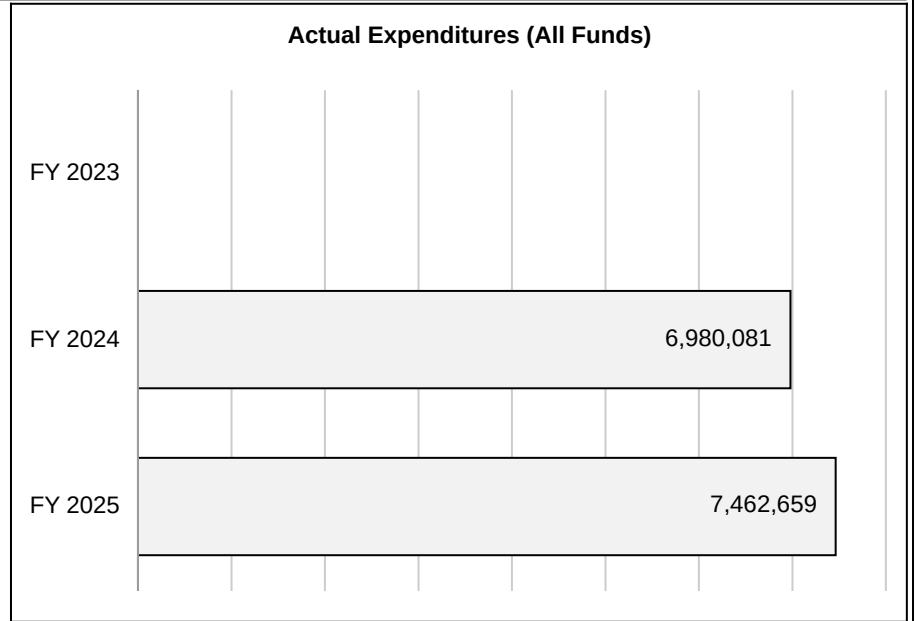 Actual Expenditures (All Funds)
FY 2023
FY 2024
6,980,081
FY 2025
7,462,659